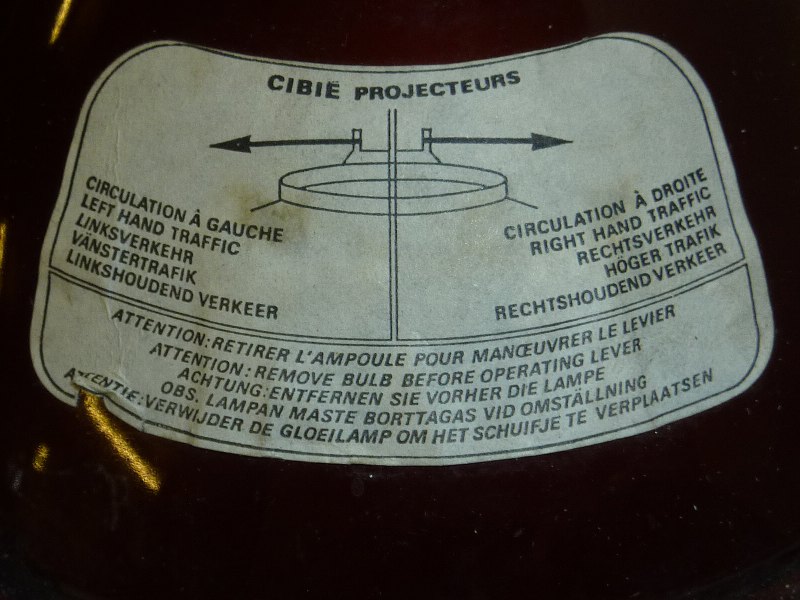 CIBIÉ PROJECTEURS
CIRCULATION À GAUCHE
LEFT HAND TRAFFIC
LINKSVERKEHR
VÄNSTERTRAFIK
LINKSHOUDEND VERKEER
CIRCULATION À DROITE
RIGHT HAND TRAFFIC
RECHTSVERKEHR
HÖGER TRAFIK
RECHTSHOUDEND VERKEER
ATTENTION: RETIRER L'AMPOULE POUR MANŒUVRER LE LEVIER
ATTENTION: REMOVE BULB BEFORE OPERATING LEVER
ACHTUNG: ENTFERNEN SIE VORHER DIE LAMPE
OBS. LAMPAN MASTE BORTTAGAS VID OMSTÄLLNING
ATTENTIE: VERWIJDER DE GLOEILAMP OM HET SCHUIFJE TE VERPLAATSEN